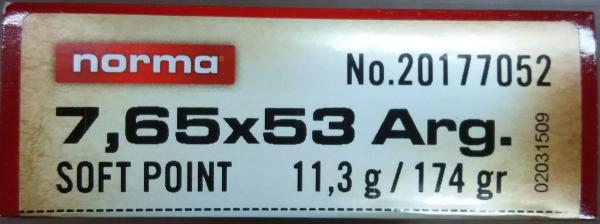 norma
No.20177052
7,65x53 Arg.
SOFT POINT 11,3 g / 174 gr
02031509